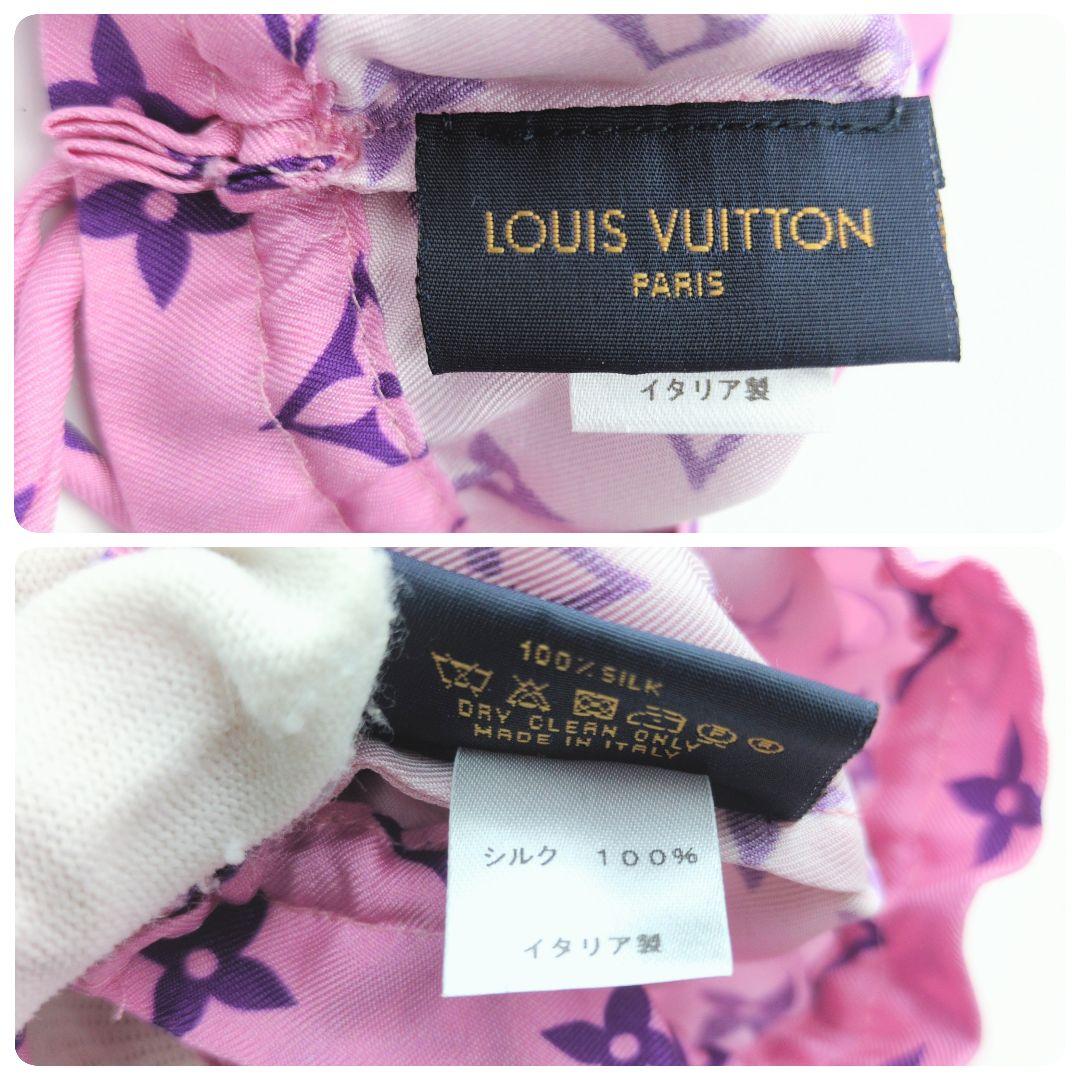 LOUIS VUITTON
PARIS
イタリア製
100% SILK
DRY CLEAN ONLY
MADE IN ITALY
シルク 100%
イタリア製